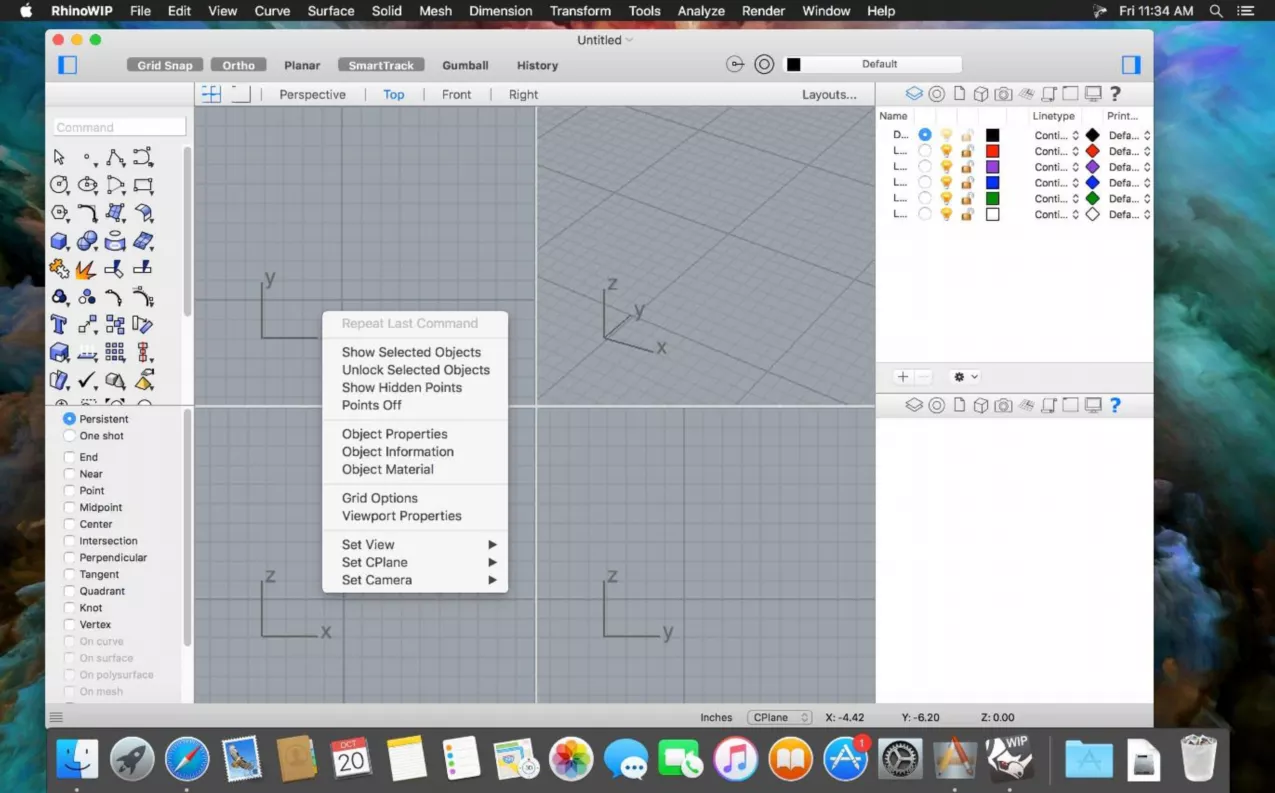 RhinoWIP File Edit View Curve Surface Solid Mesh Dimension Transform Tools Analyze Render Window Help Fri 11:34 AM
Untitled
Grid Snap Ortho Planar SmartTrack Gumball History Default
Perspective Top Front Right Layouts...
Name Linetype Print...
Command
D... Conti... Defa...
L... Conti... Defa...
L... Conti... Defa...
L... Conti... Defa...
L... Conti... Defa...
L... Conti... Defa...
y
z
y
x
Repeat Last Command
Show Selected Objects
Unlock Selected Objects
Show Hidden Points
Points Off
Object Properties
Object Information
Object Material
Grid Options
Viewport Properties
Set View
Set CPlane
Set Camera
Persistent
One shot
End
Near
Point
Midpoint
Center
Intersection
Perpendicular
Tangent
Quadrant
Knot
Vertex
On curve
On surface
On polysurface
On mesh
z
x
z
y
Inches CPlane X: -4.42 Y: -6.20 Z: 0.00
OCT
20
3D
1
WIP